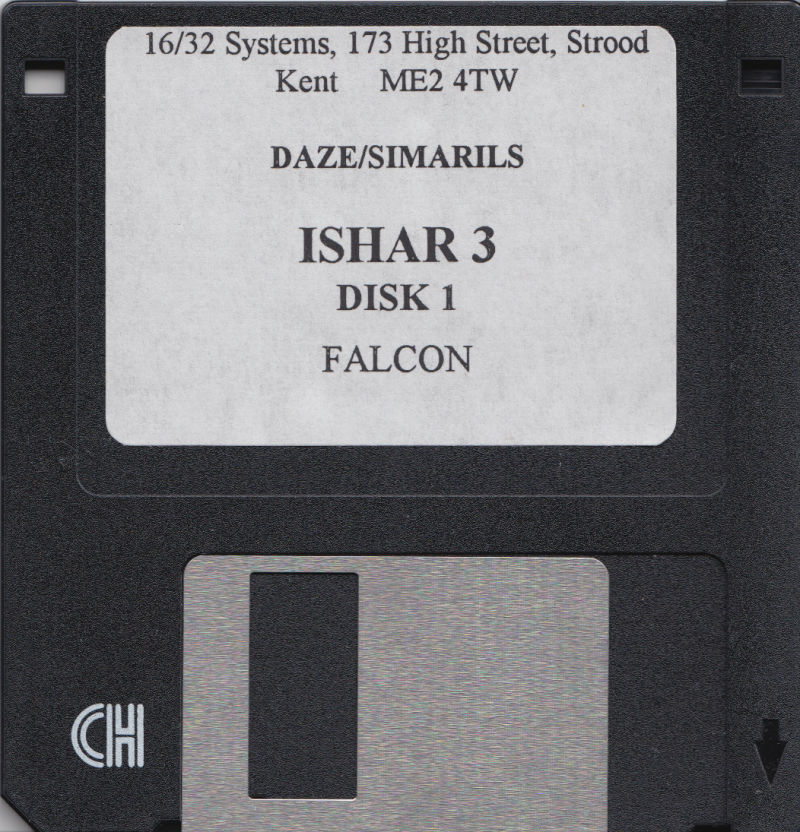 16/32 Systems, 173 High Street, Strood
Kent ME2 4TW
DAZE/SIMARILS
ISHAR 3
DISK 1
FALCON
CH